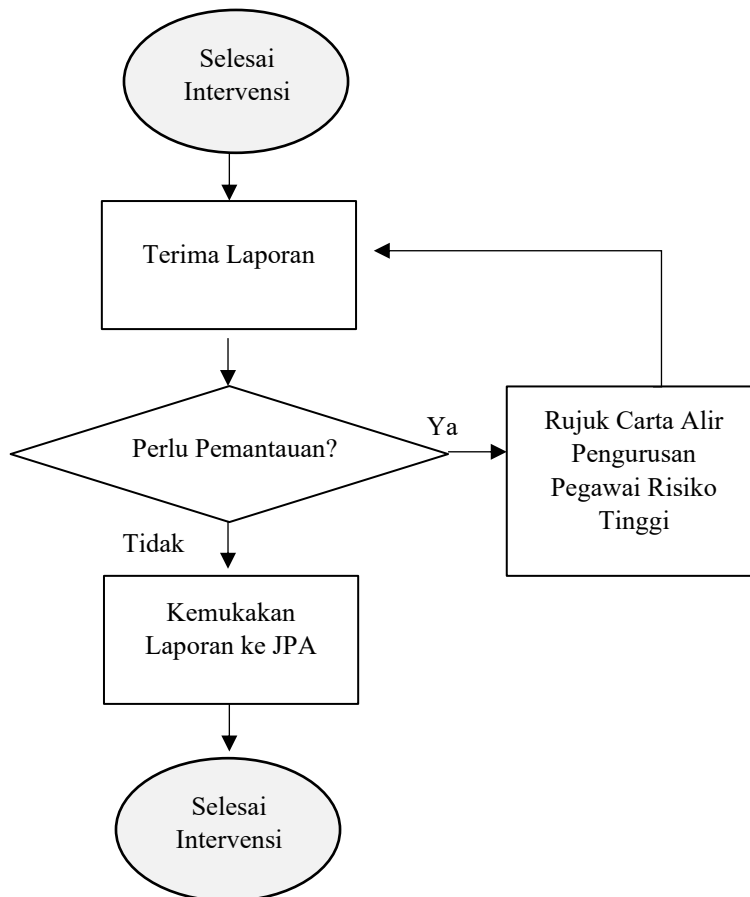 Selesai
Intervensi
Terima Laporan
Perlu Pemantauan?
Ya
Rujuk Carta Alir
Pengurusan
Pegawai Risiko
Tinggi
Tidak
Kemukakan
Laporan ke JPA
Selesai
Intervensi